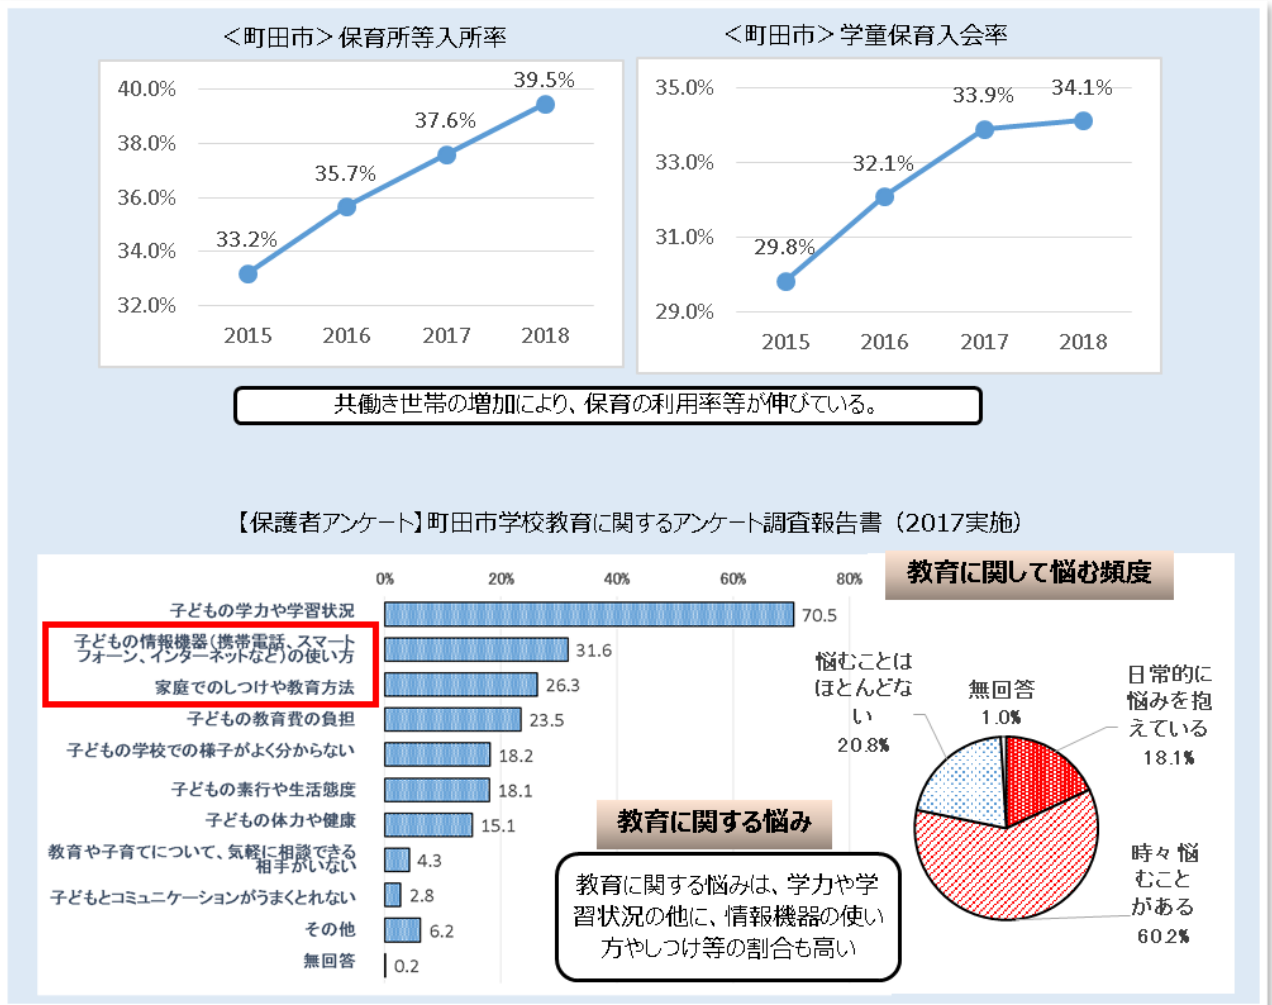 ＜町田市＞保育所等入所率
40.0%
38.0%
36.0%
34.0%
32.0%
33.2%
35.7%
37.6%
39.5%
2015 2016 2017 2018
＜町田市＞学童保育入会率
35.0%
33.0%
31.0%
29.0%
29.8%
32.1%
33.9%
34.1%
2015 2016 2017 2018
共働き世帯の増加により、保育の利用率等が伸びている。
【保護者アンケート】町田市学校教育に関するアンケート調査報告書（2017実施）
0% 20% 40% 60% 80%
子どもの学力や学習状況 70.5
子どもの情報機器（携帯電話、スマート
フォーン、インターネットなど）の使い方 31.6
家庭でのしつけや教育方法 26.3
子どもの教育費の負担 23.5
子どもの学校での様子がよく分からない 18.2
子どもの素行や生活態度 18.1
子どもの体力や健康 15.1
教育や子育てについて、気軽に相談できる
相手がいない 4.3
子どもとコミュニケーションがうまくとれない 2.8
その他 6.2
無回答 0.2
教育に関する悩み
教育に関する悩みは、学力や学
習状況の他に、情報機器の使い
方やしつけ等の割合も高い
教育に関して悩む頻度
悩むことは
ほとんどな
い
20.8%
無回答
1.0%
日常的に
悩みを抱
えている
18.1%
時々悩
むこと
がある
60.2%